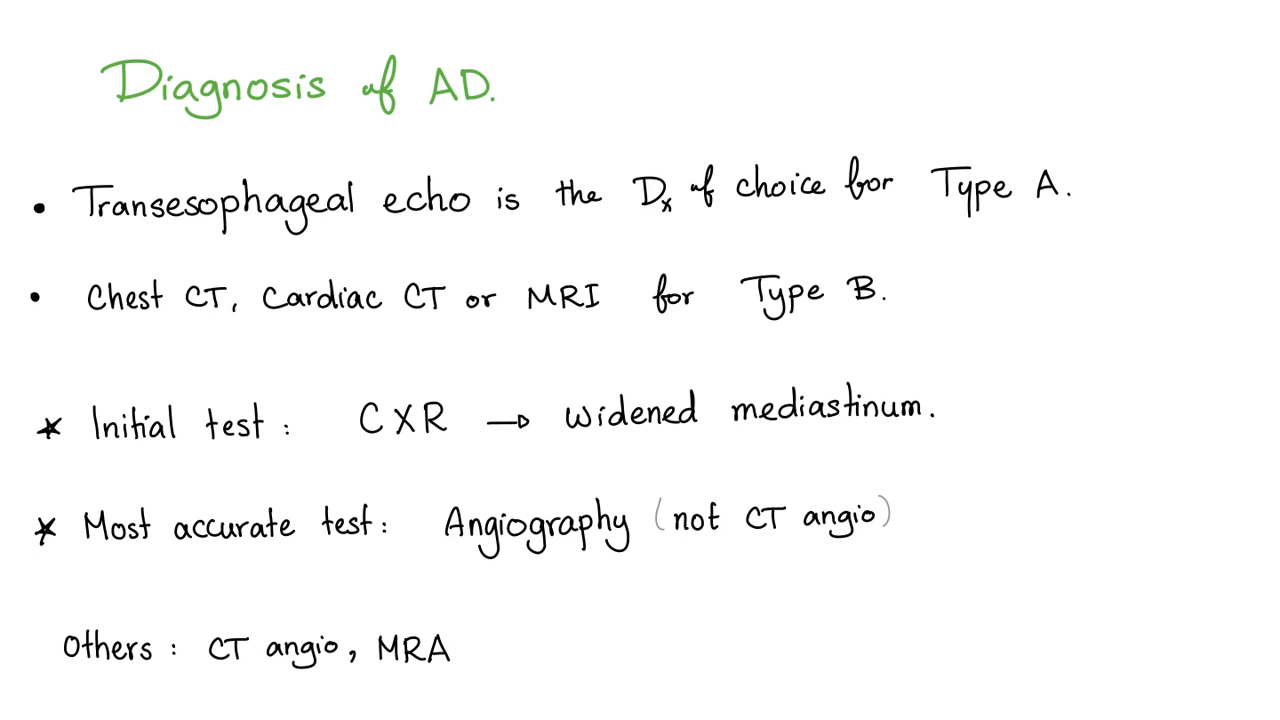 Diagnosis of AD.
• Transesophageal echo is the Dx of choice for Type A.
• Chest CT, Cardiac CT or MRI for Type B.
* Initial test: CXR → widened mediastinum.
* Most accurate test: Angiography (not CT angio)
Others: CT angio, MRA